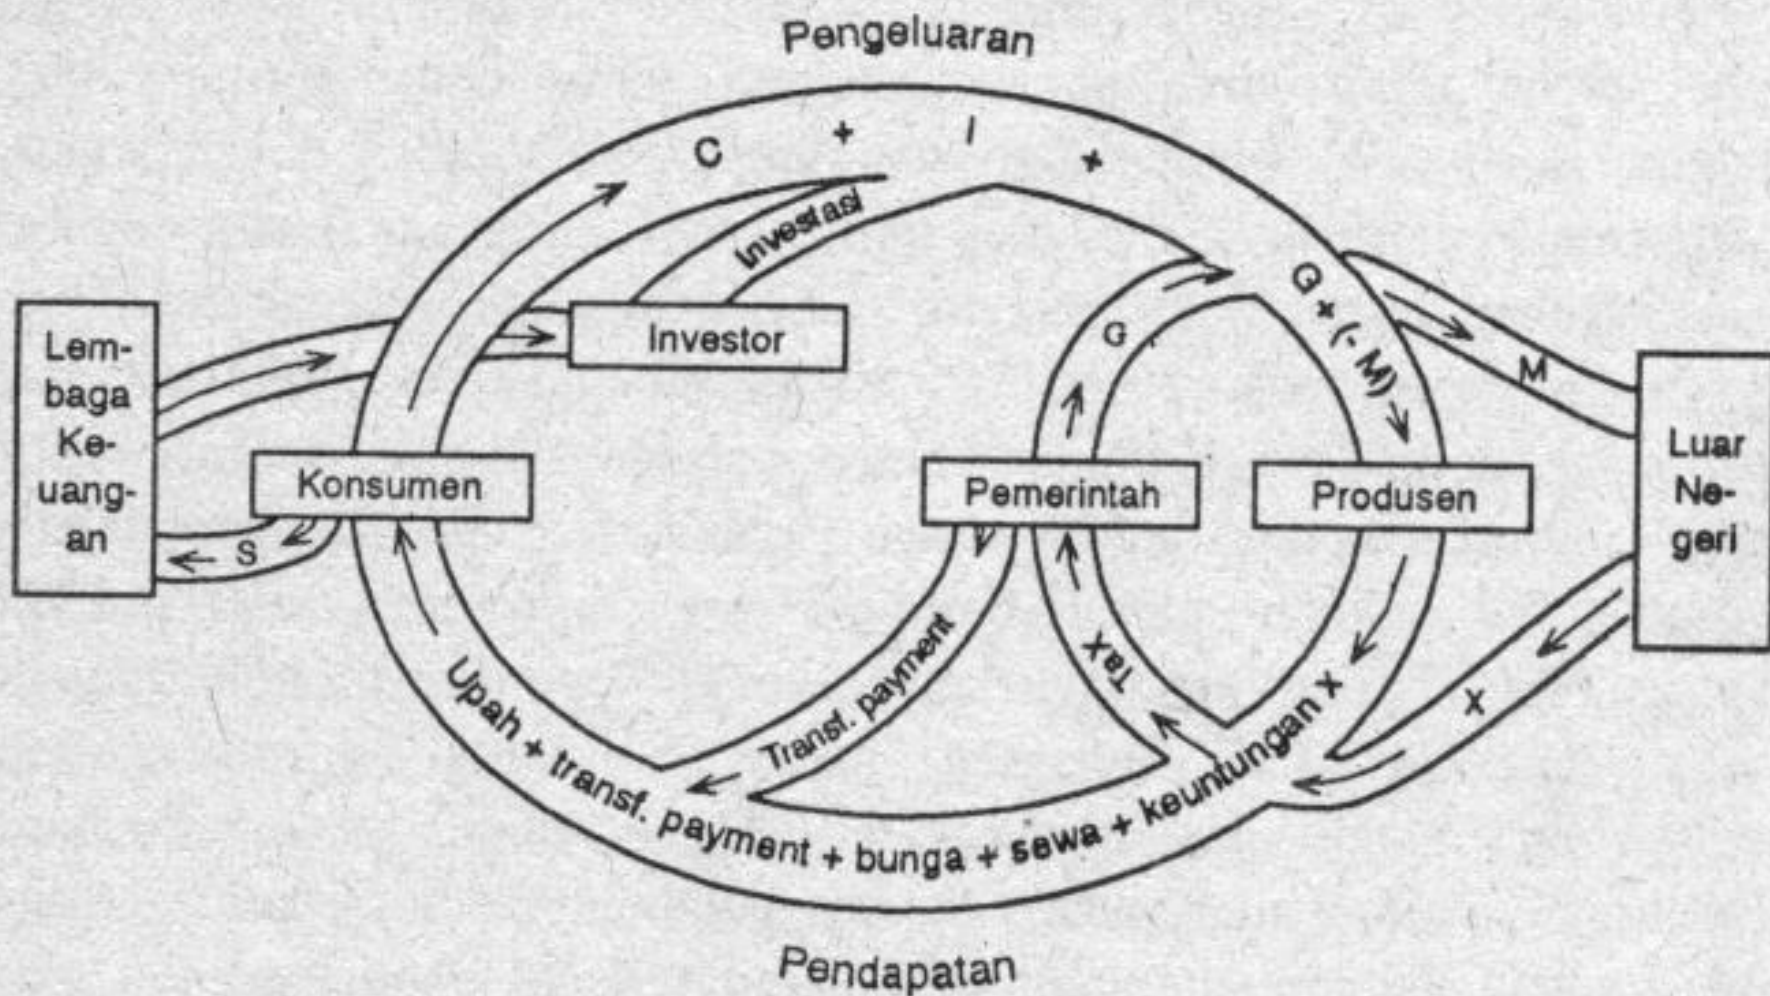 Pengeluaran
C + I +
G + (- M)
Investasi
Investor
Lem-
baga
Ke-
uang-
an
Konsumen
S
G
M
Pemerintah
Produsen
Luar
Ne-
geri
TaX
Transf. payment
X
Upah + transf. payment + bunga + sewa + keuntungan X
Pendapatan